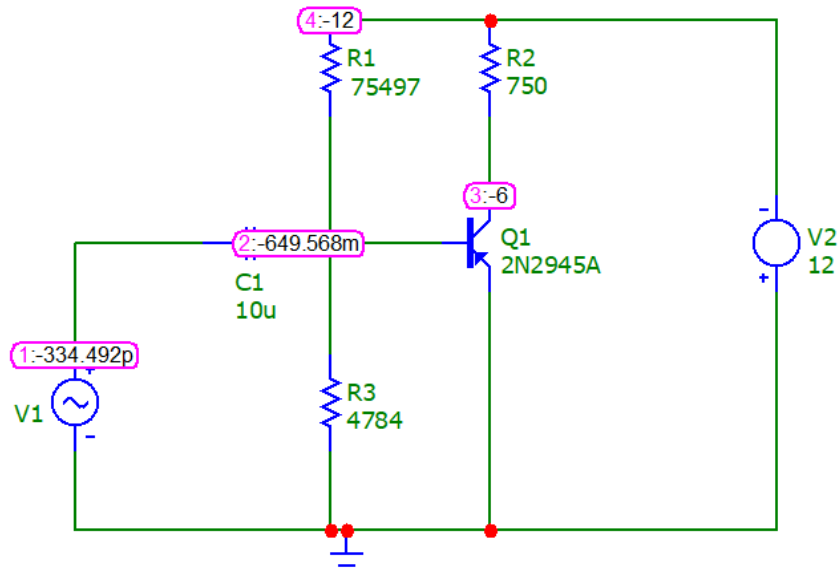 4:-12
R1
75497
R2
750
3:-6
2:-649.568m
Q1
2N2945A
-
V2
12
+
C1
10u
1:-334.492p
+
V1
-
R3
4784